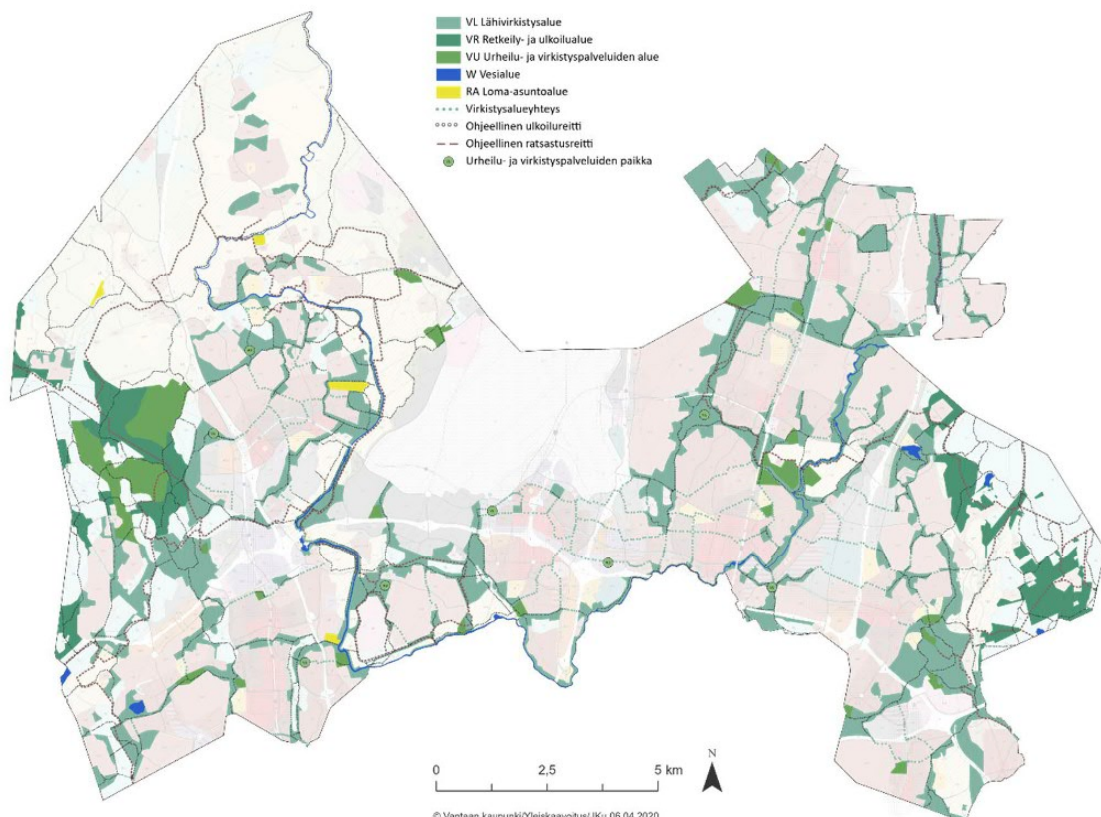 VL Lähivirkistysalue
VR Retkeily- ja ulkoilualue
VU Urheilu- ja virkistyspalveluiden alue
W Vesialue
RA Loma-asuntoalue
Virkistysalueyhteys
Ohjeellinen ulkoilureitti
Ohjeellinen ratsastusreitti
Urheilu- ja virkistyspalveluiden paikka
N
0 2,5 5 km
© Vantaan kaupunki/Yleiskaavoitus/JKu 06.04.2020